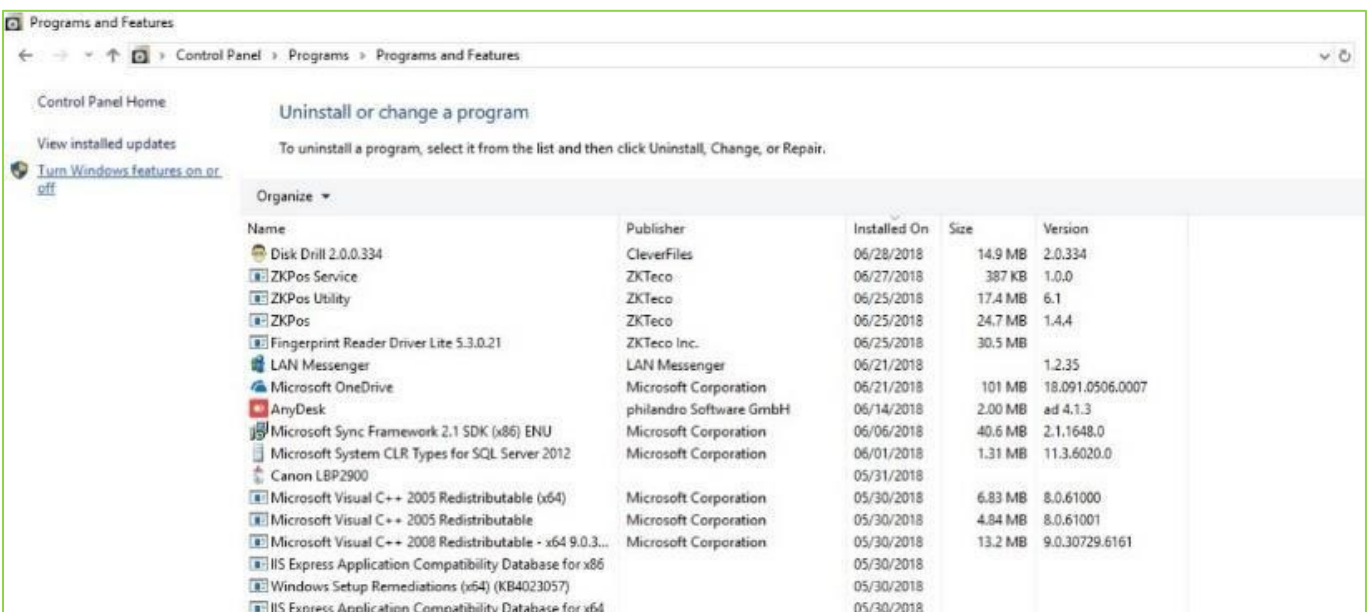 Programs and Features
Control Panel > Programs > Programs and Features
Control Panel Home
View installed updates
Turn Windows features on or
off
Uninstall or change a program
To uninstall a program, select it from the list and then click Uninstall, Change, or Repair.
Organize
Name Publisher Installed On Size Version
Disk Drill 2.0.0.334 CleverFiles 06/28/2018 14.9 MB 2.0.334
ZKPos Service ZKTeco 06/27/2018 387 KB 1.0.0
ZKPos Utility ZKTeco 06/25/2018 17.4 MB 6.1
ZKPos ZKTeco 06/25/2018 24.7 MB 1.4.4
Fingerprint Reader Driver Lite 5.3.0.21 ZKTeco Inc. 06/25/2018 30.5 MB
LAN Messenger LAN Messenger 06/21/2018 1.2.35
Microsoft OneDrive Microsoft Corporation 06/21/2018 101 MB 18.091.0506.0007
AnyDesk philandro Software GmbH 06/14/2018 2.00 MB ad 4.1.3
Microsoft Sync Framework 2.1 SDK (x86) ENU Microsoft Corporation 06/06/2018 40.6 MB 2.1.1648.0
Microsoft System CLR Types for SQL Server 2012 Microsoft Corporation 06/01/2018 1.31 MB 11.3.6020.0
Canon LBP2900 05/31/2018
Microsoft Visual C++ 2005 Redistributable (x64) Microsoft Corporation 05/30/2018 6.83 MB 8.0.61000
Microsoft Visual C++ 2005 Redistributable Microsoft Corporation 05/30/2018 4.84 MB 8.0.61001
Microsoft Visual C++ 2008 Redistributable - x64 9.0.3... Microsoft Corporation 05/30/2018 13.2 MB 9.0.30729.6161
IIS Express Application Compatibility Database for x86 05/30/2018
Windows Setup Remediations (x64) (KB4023057) 05/30/2018
IIS Express Application Compatibility Database for x64 05/30/2018